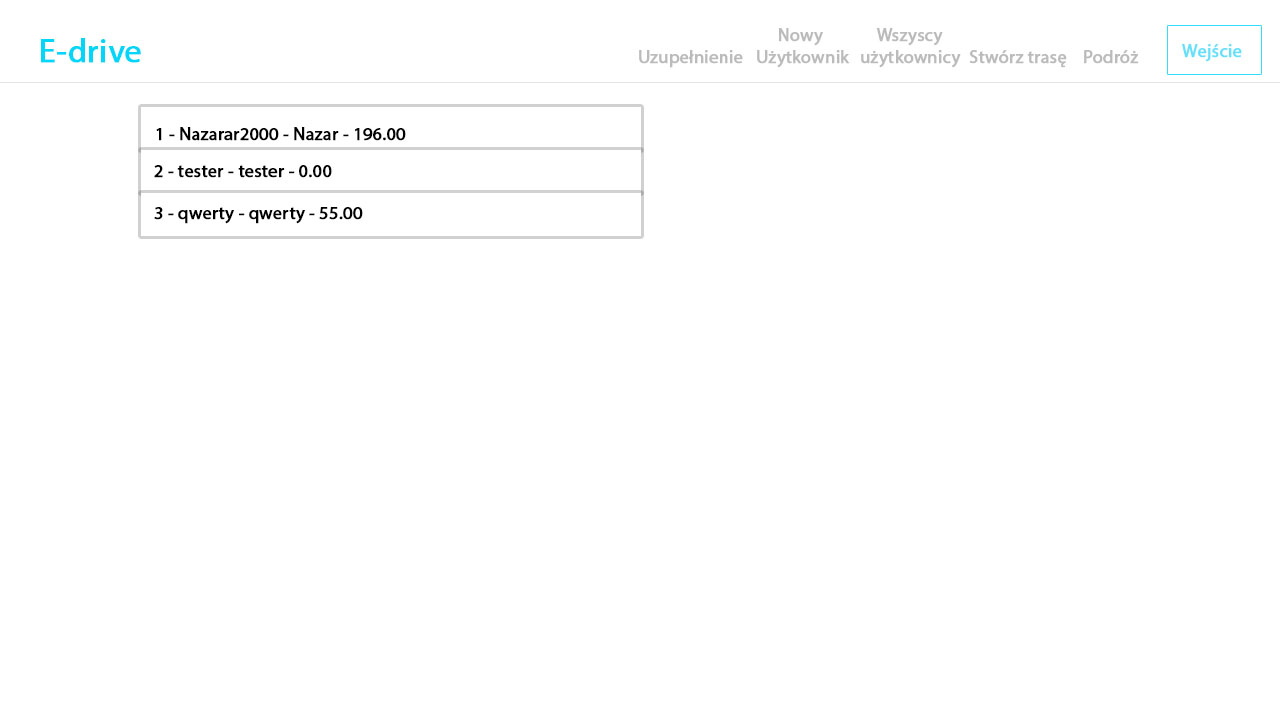 E-drive
Uzupełnienie
Nowy
Użytkownik
Wszyscy
użytkownicy
Stwórz trasę
Podróż
Wejście
1 - Nazarar2000 - Nazar - 196.00
2 - tester - tester - 0.00
3 - qwerty - qwerty - 55.00